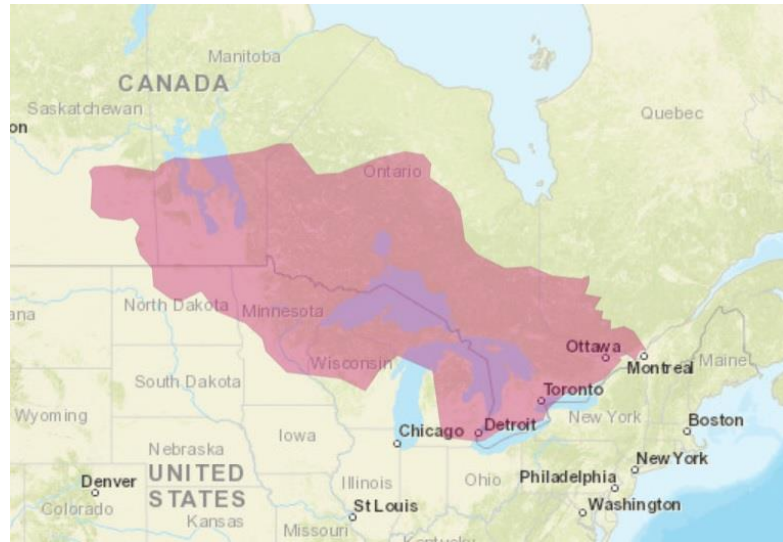 Manitoba
CANADA
Saskatchewan
on
Quebec
Ontario
North Dakota
Minnesota
ana
Wisconsin
Ottawa
Montreal
Maine
South Dakota
Toronto
Wyoming
New York
Iowa
Chicago
Detroit
Boston
Nebraska
New York
Denver
UNITED
STATES
Illinois
Ohio
Philadelphia
Colorado
St Louis
Washington
Kansas
Missouri
Kentucky